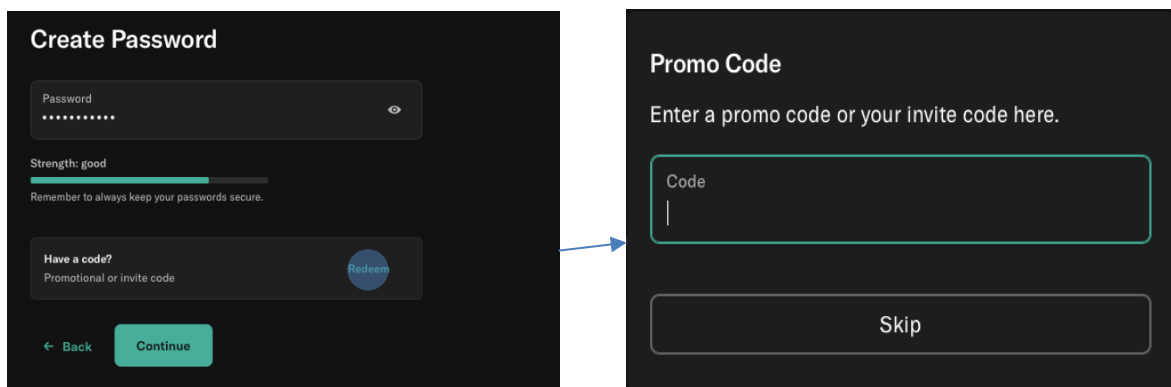 Create Password
Password
•••••••••••
Strength: good
Remember to always keep your passwords secure.
Have a code?
Promotional or invite code
Redeem
← Back
Continue
Promo Code
Enter a promo code or your invite code here.
Code
Skip